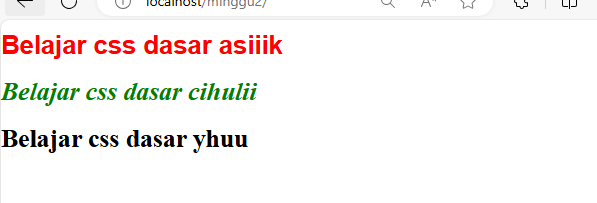 localhost/minggu2/
Belajar css dasar asiiik
Belajar css dasar cihulii
Belajar css dasar yhuu